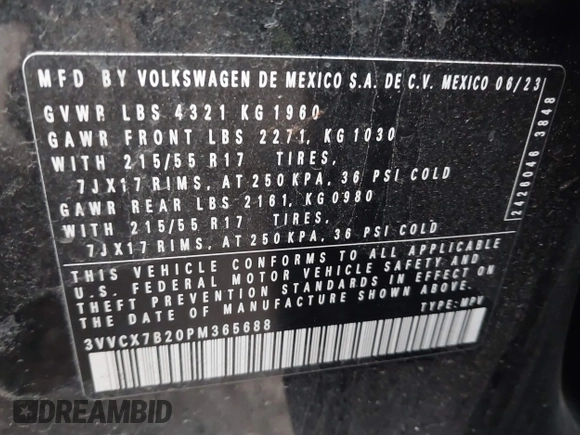 MFD BY VOLKSWAGEN DE MEXICO S.A. DE C.V. MEXICO 06/23
GVWR LBS 4321 KG 1960
GAWR FRONT LBS 2271, KG 1030
WITH 215/55 R17 TIRES,
7JX17 RIMS, AT 250 KPA, 36 PSI COLD
GAWR REAR LBS 2161, KG 0980
WITH 215/55 R17 TIRES,
7JX17 RIMS, AT 250 KPA, 36 PSI COLD
THIS VEHICLE CONFORMS TO ALL APPLICABLE
U.S. FEDERAL MOTOR VEHICLE SAFETY AND
THEFT PREVENTION STANDARDS IN EFFECT ON
THE DATE OF MANUFACTURE SHOWN ABOVE.
3VVCX7B20PM365688 TYPE: MPV
2426046 3848
DREAMBID